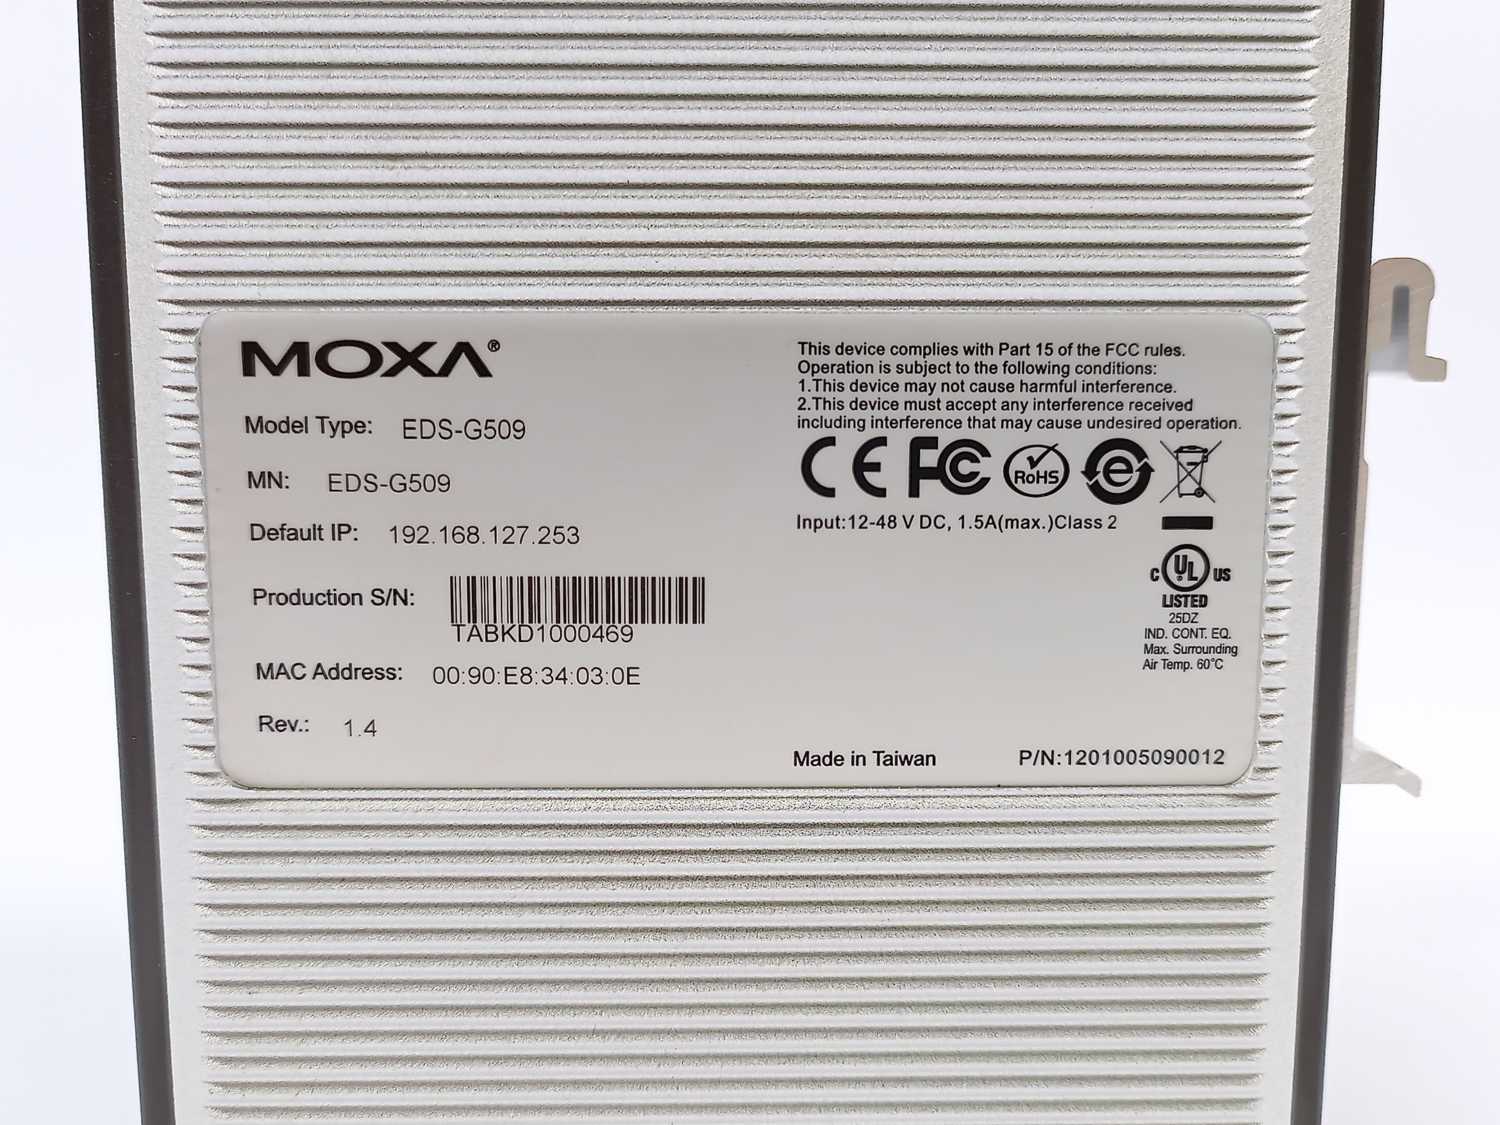 MOXA®
Model Type: EDS-G509
MN: EDS-G509
Default IP: 192.168.127.253
Production S/N:
TABKD1000469
MAC Address: 00:90:E8:34:03:0E
Rev.: 1.4
This device complies with Part 15 of the FCC rules.
Operation is subject to the following conditions:
1.This device may not cause harmful interference.
2.This device must accept any interference received
including interference that may cause undesired operation.
CE FC RoHS e
Input:12-48 V DC, 1.5A(max.)Class 2
C UL US
LISTED
25DZ
IND. CONT. EQ.
Max. Surrounding
Air Temp. 60°C
Made in Taiwan
P/N:1201005090012